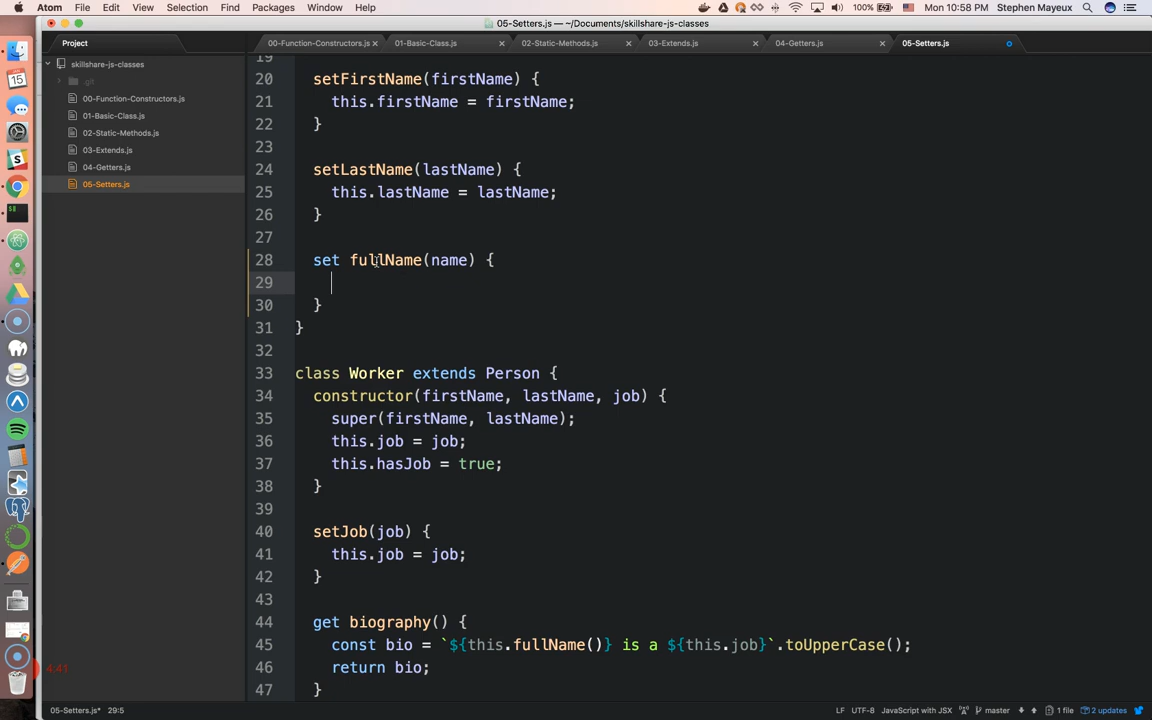 Atom File Edit View Selection Find Packages Window Help 100% Mon 10:58 PM Stephen Mayeux
05-Setters.js — ~/Documents/skillshare-js-classes
Project
00-Function-Constructors.js
01-Basic-Class.js
02-Static-Methods.js
03-Extends.js
04-Getters.js
05-Setters.js
skillshare-js-classes
.git
00-Function-Constructors.js
01-Basic-Class.js
02-Static-Methods.js
03-Extends.js
04-Getters.js
05-Setters.js
15
19
20 setFirstName(firstName) {
21 this.firstName = firstName;
22 }
23
24 setLastName(lastName) {
25 this.lastName = lastName;
26 }
27
28 set fullName(name) {
29
30 }
31 }
32
33 class Worker extends Person {
34 constructor(firstName, lastName, job) {
35 super(firstName, lastName);
36 this.job = job;
37 this.hasJob = true;
38 }
39
40 setJob(job) {
41 this.job = job;
42 }
43
44 get biography() {
45 const bio = `${this.fullName()} is a ${this.job}`.toUpperCase();
46 return bio;
47 }
4:41
05-Setters.js* 29:5 LF UTF-8 JavaScript with JSX master 1 file 2 updates